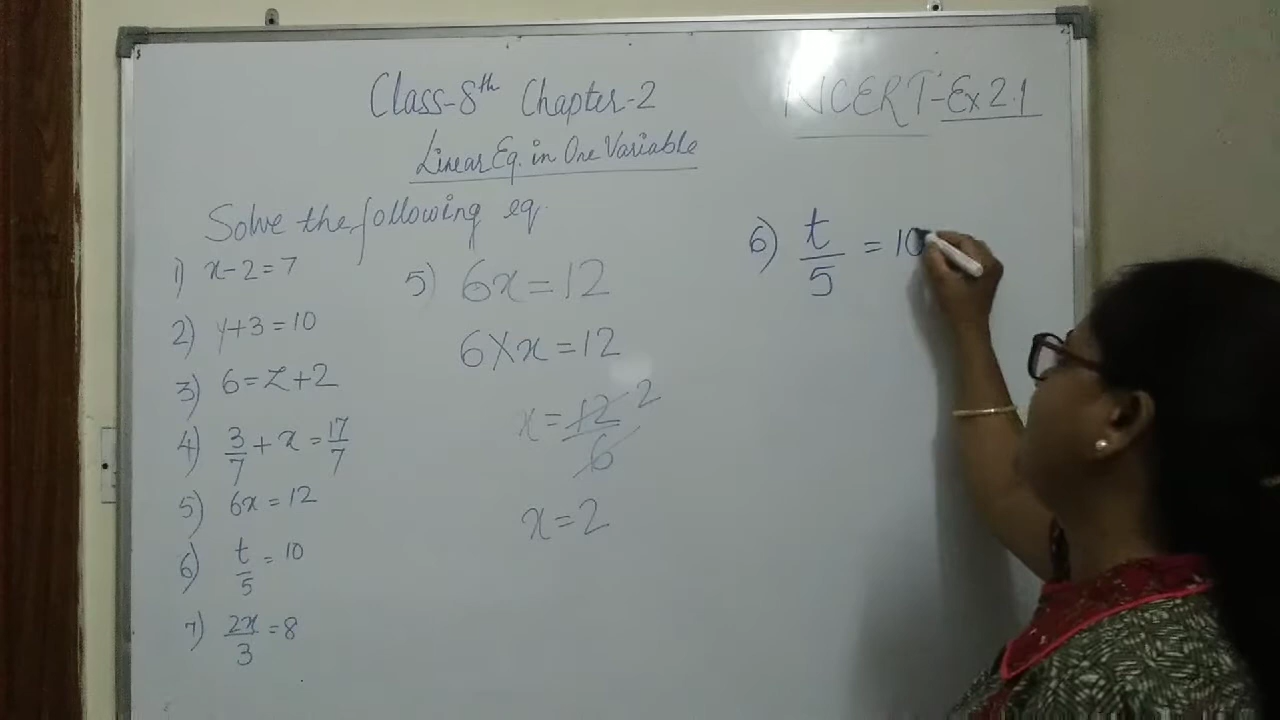 Class-8th Chapter-2
NCERT-Ex 2.1
Linear Eq. in One Variable
Solve the following eq.
1) x-2=7
2) y+3=10
3) 6=z+2
4) 3/7 + x = 17/7
5) 6x=12
6) t/5 = 10
7) 2x/3 = 8
5) 6x=12
6×x=12
x=12/6 2
x=2
6) t/5 = 10